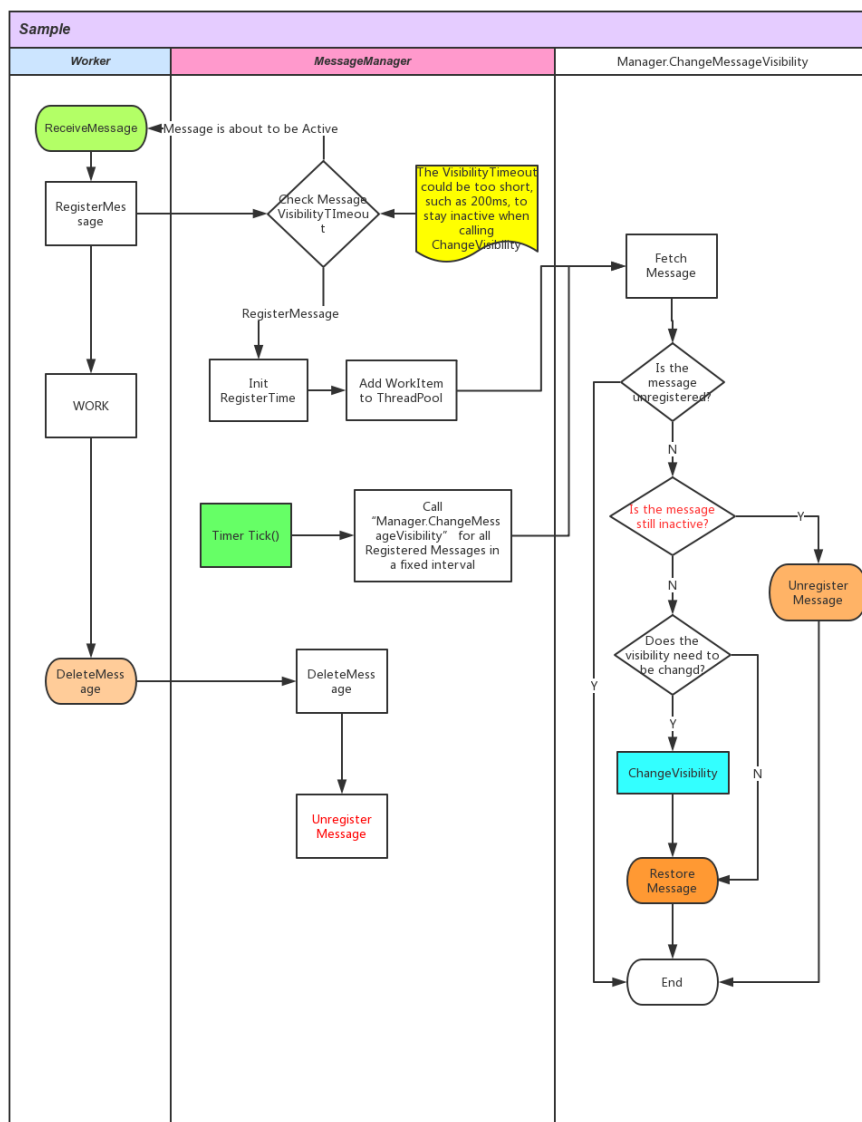 Sample
Worker
MessageManager
Manager.ChangeMessageVisibility
ReceiveMessage
Message is about to be Active
RegisterMes
sage
Check Message
VisibilityTImeou
t
The VisibilityTimeout
could be too short,
such as 200ms, to
stay inactive when
calling
ChangeVisibility
Fetch
Message
RegisterMessage
Init
RegisterTime
Add WorkItem
to ThreadPool
Is the
message
unregistered?
WORK
N
Timer Tick()
Call
“Manager.ChangeMess
ageVisibility” for all
Registered Messages in
a fixed interval
Is the message
still inactive?
Y
Unregister
Message
N
Does the
visibility need to
be changd?
DeleteMess
age
DeleteMess
age
Y
Y
N
ChangeVisibility
Unregister
Message
Restore
Message
End